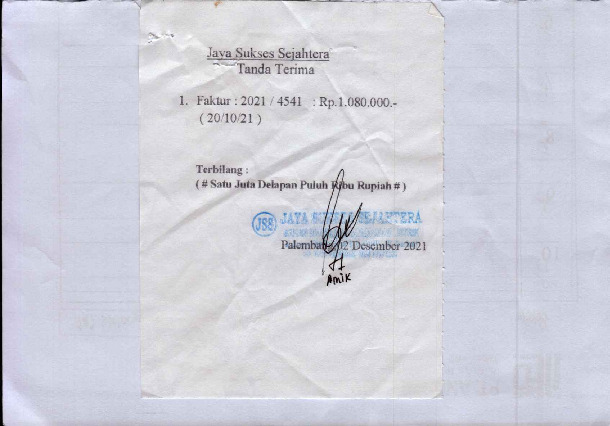 Jaya Sukses Sejahtera
Tanda Terima
1. Faktur : 2021 / 4541 : Rp.1.080.000.-
( 20/10/21 )
Terbilang :
( # Satu Juta Delapan Puluh Ribu Rupiah # )
JSS JAYA SUKSES SEJAHTERA
Palembang, 02 Desember 2021
Amik